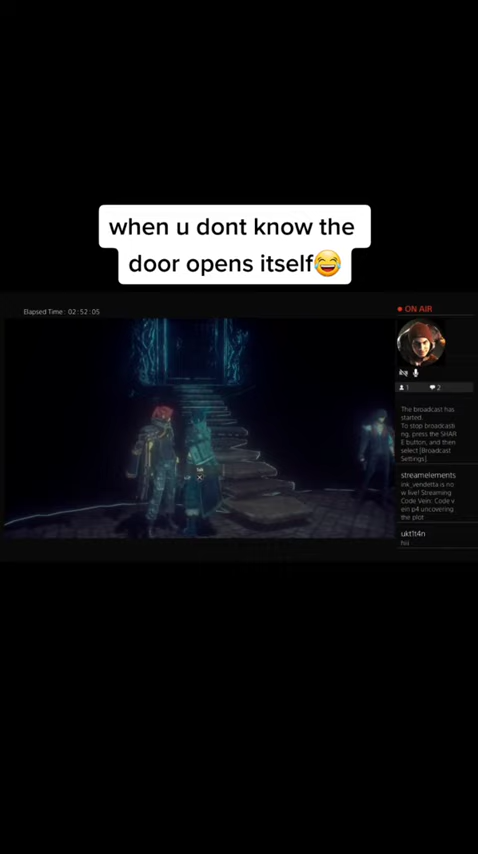 when u dont know the
door opens itself😂
Elapsed Time : 02:52:05
ON AIR
1
2
The broadcast has
started.
To stop broadcasti
ng, press the SHAR
E button, and then
select [Broadcast
Settings].
streamelements
ink_vendetta is no
w live! Streaming
Code Vein: Code v
ein p4 uncovering
the plot
ukt1t4n
hii